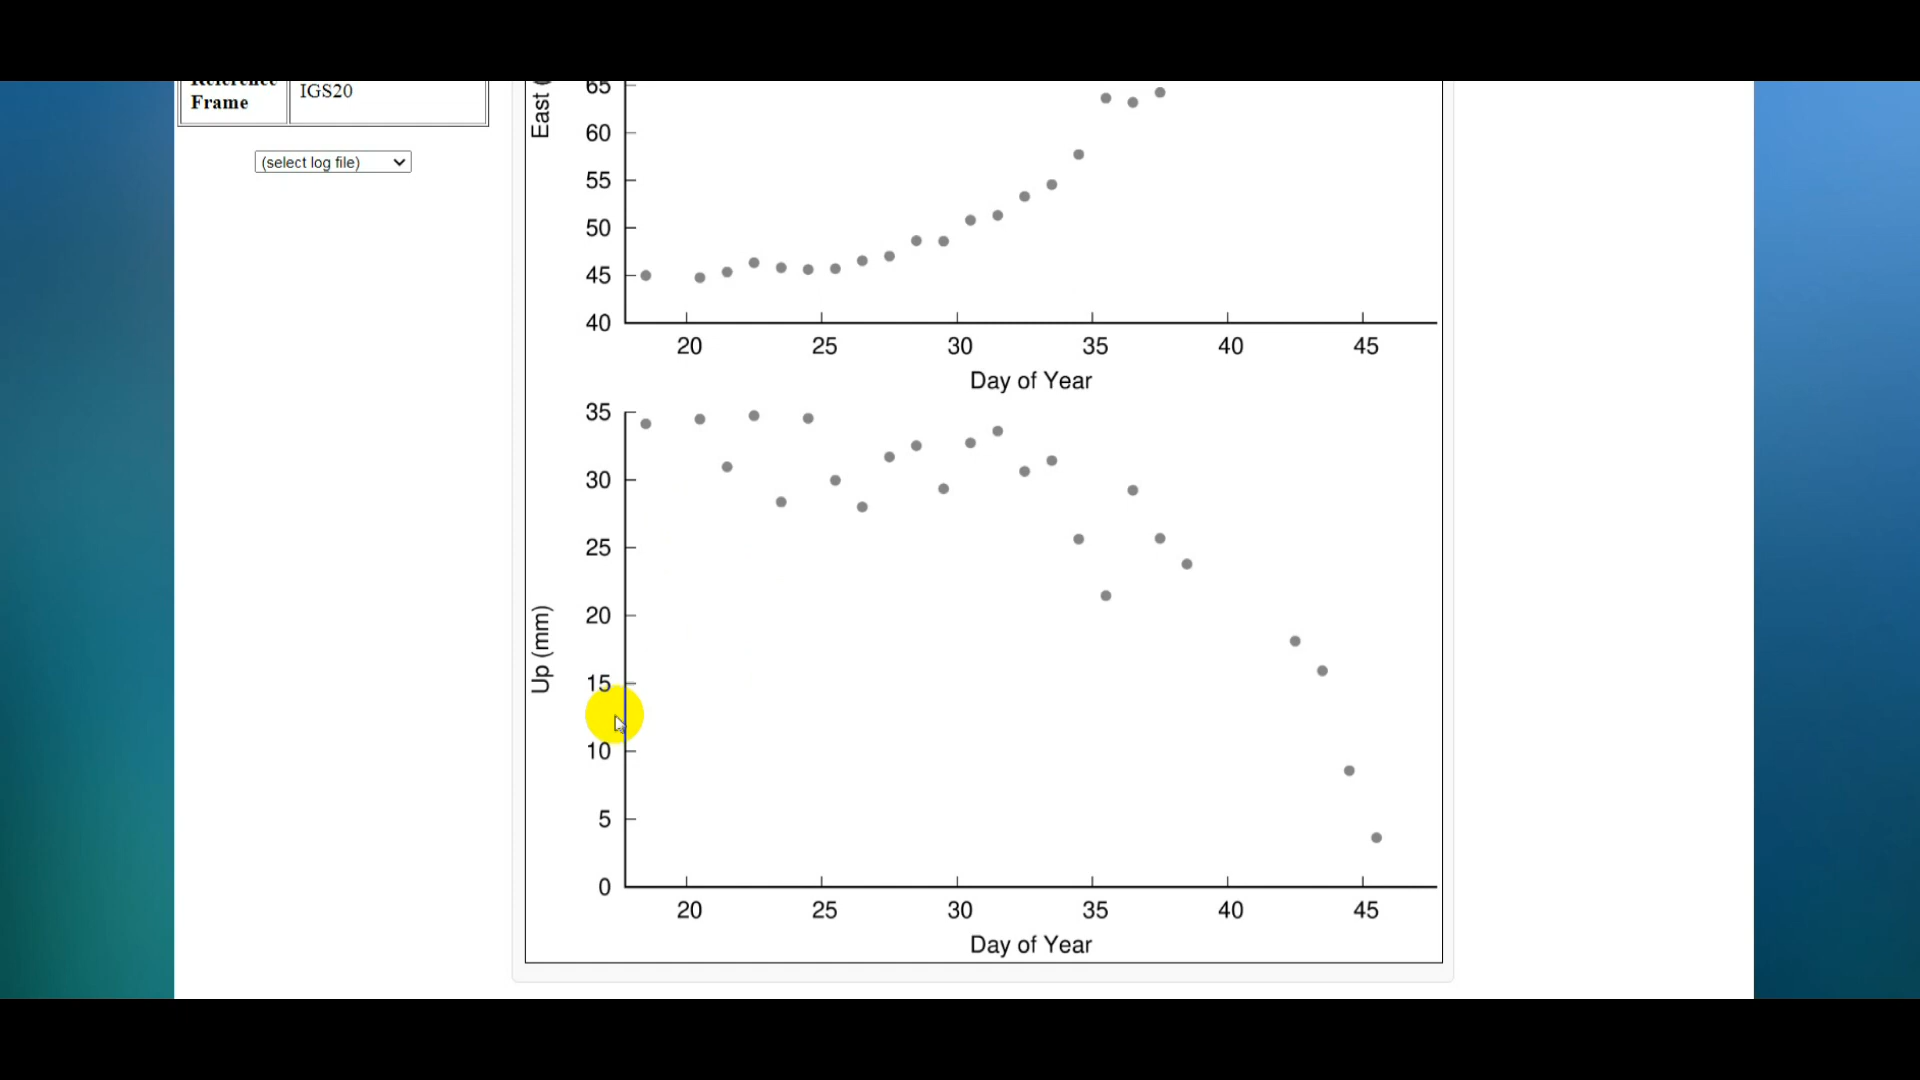 Reference
Frame
IGS20
(select log file)
East (
65
60
55
50
45
40
20 25 30 35 40 45
Day of Year
35
30
25
20
15
10
5
0
Up (mm)
20 25 30 35 40 45
Day of Year